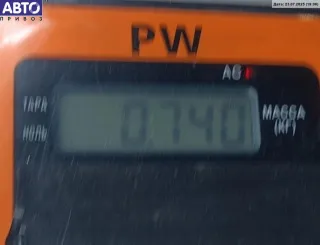 АВТО
ПРИВОЗ
PW
АБ
ТАРА
НОЛЬ
0.740
МАССА
(КГ)